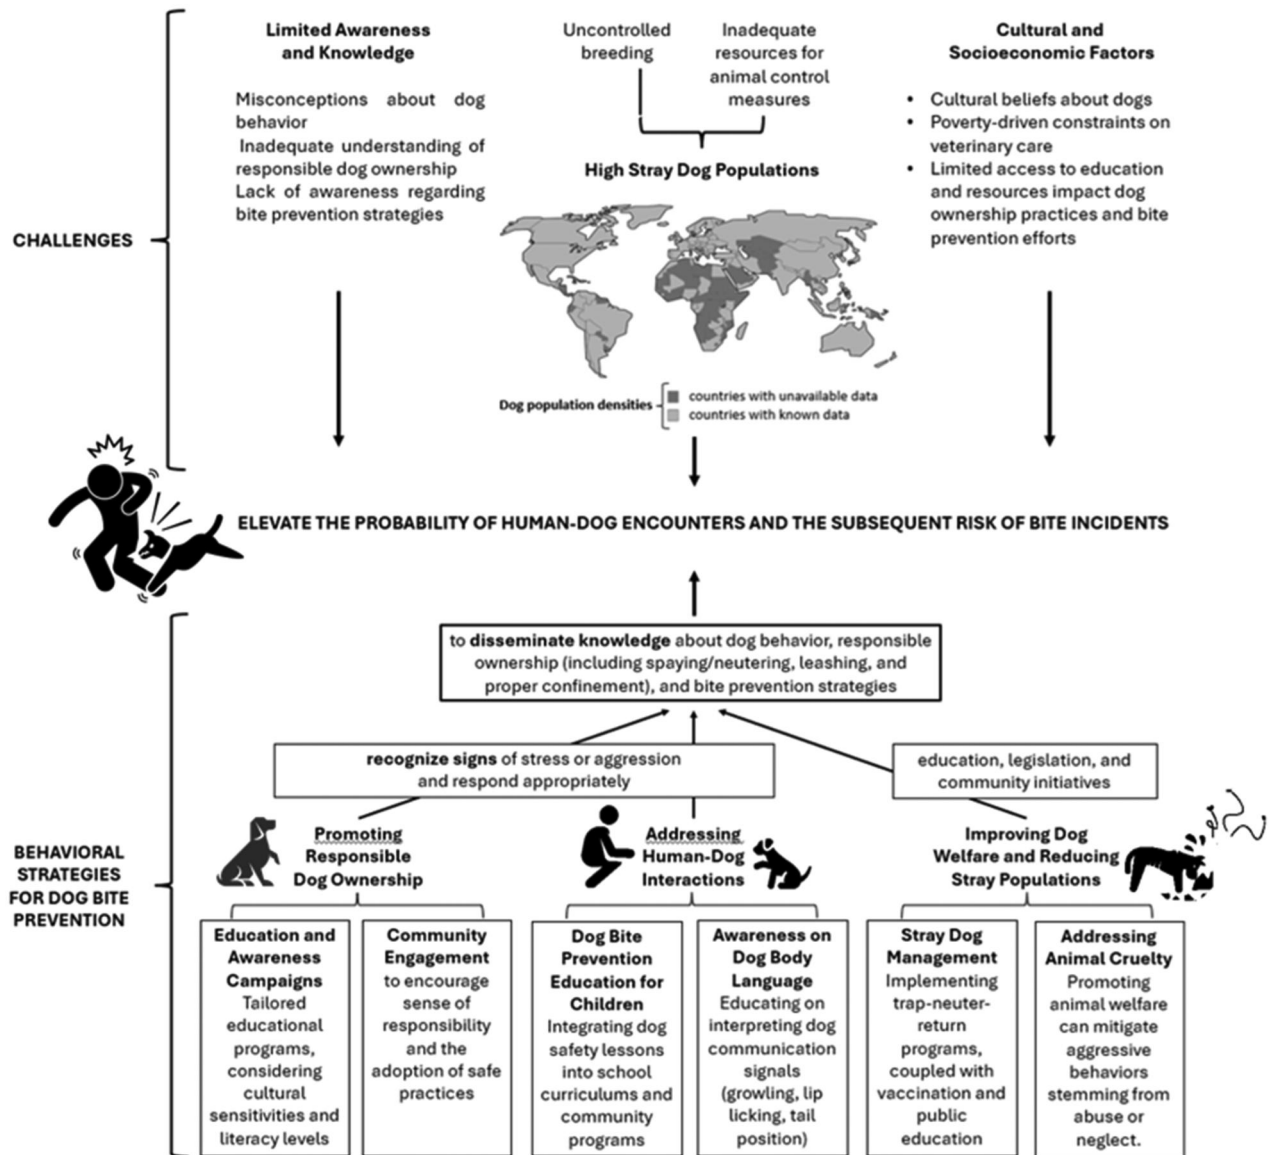 Limited Awareness
and Knowledge
Misconceptions about dog
behavior
Inadequate understanding of
responsible dog ownership
Lack of awareness regarding
bite prevention strategies
Uncontrolled
breeding
Inadequate
resources for
animal control
measures
High Stray Dog Populations
Dog population densities
countries with unavailable data
countries with known data
Cultural and
Socioeconomic Factors
• Cultural beliefs about dogs
• Poverty-driven constraints on
veterinary care
• Limited access to education
and resources impact dog
ownership practices and bite
prevention efforts
CHALLENGES
ELEVATE THE PROBABILITY OF HUMAN-DOG ENCOUNTERS AND THE SUBSEQUENT RISK OF BITE INCIDENTS
to disseminate knowledge about dog behavior, responsible
ownership (including spaying/neutering, leashing, and
proper confinement), and bite prevention strategies
recognize signs of stress or aggression
and respond appropriately
education, legislation, and
community initiatives
BEHAVIORAL
STRATEGIES
FOR DOG BITE
PREVENTION
Promoting
Responsible
Dog Ownership
Addressing
Human-Dog
Interactions
Improving Dog
Welfare and Reducing
Stray Populations
Education and
Awareness
Campaigns
Tailored
educational
programs,
considering
cultural
sensitivities and
literacy levels
Community
Engagement
to encourage
sense of
responsibility
and the
adoption of safe
practices
Dog Bite
Prevention
Education for
Children
Integrating dog
safety lessons
into school
curriculums and
community
programs
Awareness on
Dog Body
Language
Educating on
interpreting dog
communication
signals
(growling, lip
licking, tail
position)
Stray Dog
Management
Implementing
trap-neuter-
return
programs,
coupled with
vaccination and
public
education
Addressing
Animal Cruelty
Promoting
animal welfare
can mitigate
aggressive
behaviors
stemming from
abuse or
neglect.